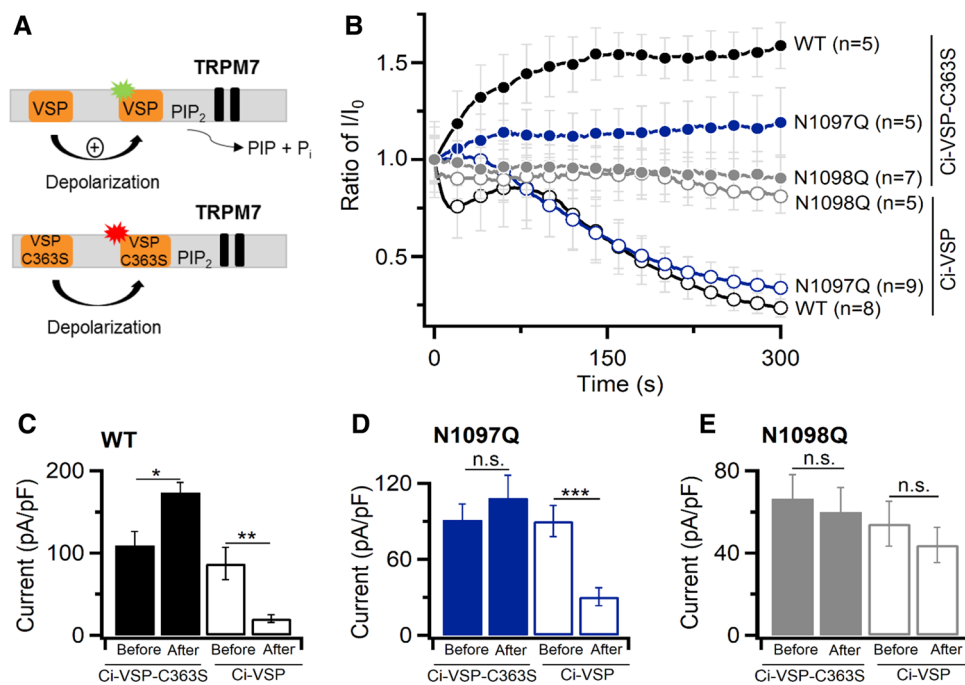 A
TRPM7
VSP
VSP
PIP2
PIP + Pi
+
Depolarization
TRPM7
VSP
C363S
VSP
C363S
PIP2
Depolarization
B
Ratio of I/I0
1.5
1.0
0.5
0
150
300
Time (s)
WT (n=5)
N1097Q (n=5)
N1098Q (n=7)
N1098Q (n=5)
N1097Q (n=9)
WT (n=8)
Ci-VSP-C363S
Ci-VSP
C
WT
Current (pA/pF)
200
100
0
*
**
Before After Before After
Ci-VSP-C363S Ci-VSP
D
N1097Q
Current (pA/pF)
120
60
0
n.s.
***
Before After Before After
Ci-VSP-C363S Ci-VSP
E
N1098Q
Current (pA/pF)
80
40
0
n.s.
n.s.
Before After Before After
Ci-VSP-C363S Ci-VSP